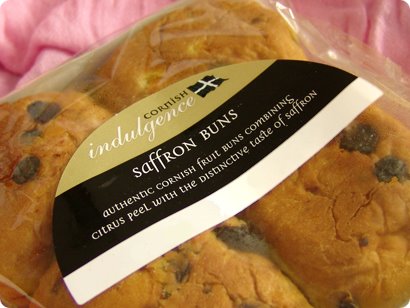 CORNISH
indulgence
saffRON BUNS
AUTHENTIC CORNISH FRUIT BUNS COMBINING
CITRUS PEEL WITH THE DISTINCTIVE TASTE OF SAFFRON